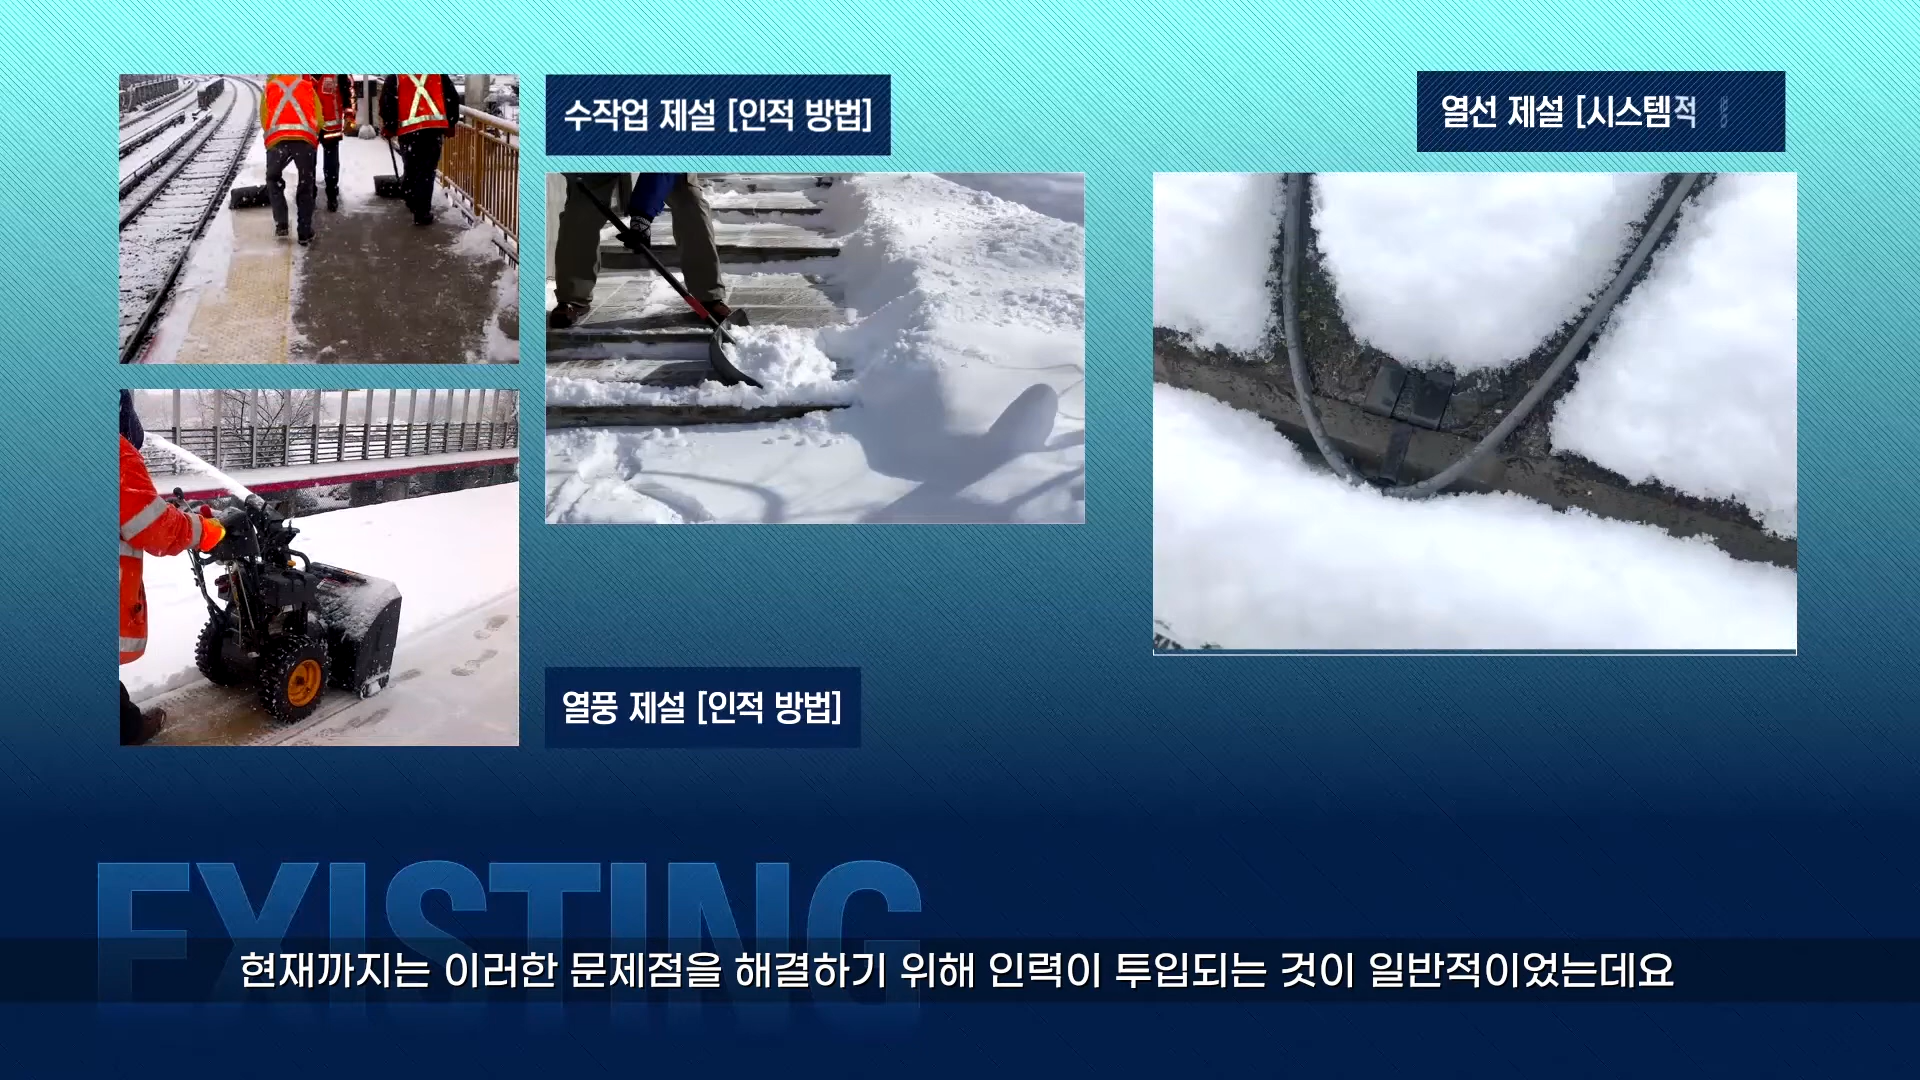 수작업 제설 [인적 방법]
열선 제설 [시스템적
열풍 제설 [인적 방법]
EXISTING
현재까지는 이러한 문제점을 해결하기 위해 인력이 투입되는 것이 일반적이었는데요